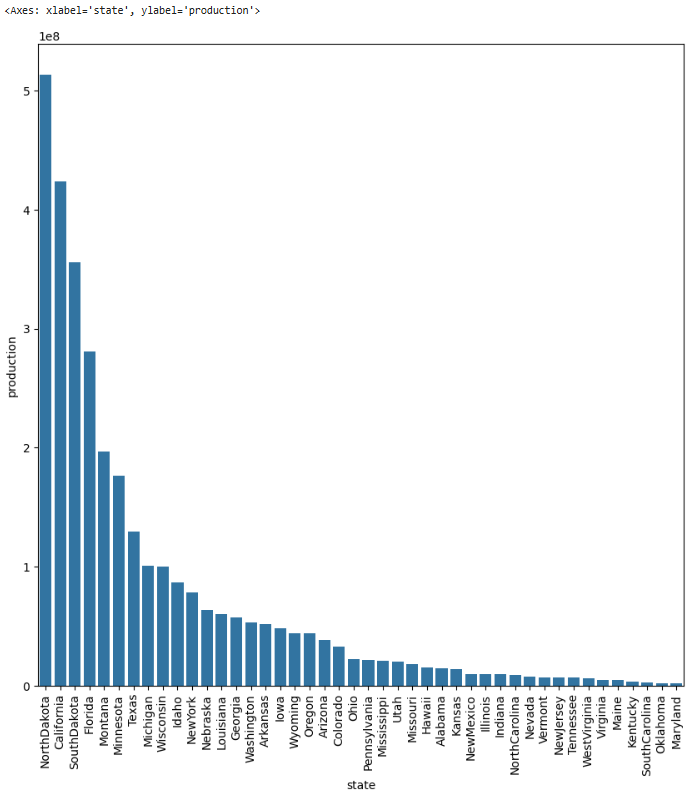 <Axes: xlabel='state', ylabel='production'>
1e8
5
4
3
2
1
0
production
NorthDakota
California
SouthDakota
Florida
Montana
Minnesota
Texas
Michigan
Wisconsin
Idaho
NewYork
Nebraska
Louisiana
Georgia
Washington
Arkansas
Iowa
Wyoming
Oregon
Arizona
Colorado
Ohio
Pennsylvania
Mississippi
Utah
Missouri
Hawaii
Alabama
Kansas
NewMexico
Illinois
Indiana
NorthCarolina
Nevada
Vermont
NewJersey
Tennessee
WestVirginia
Virginia
Maine
Kentucky
SouthCarolina
Oklahoma
Maryland
state